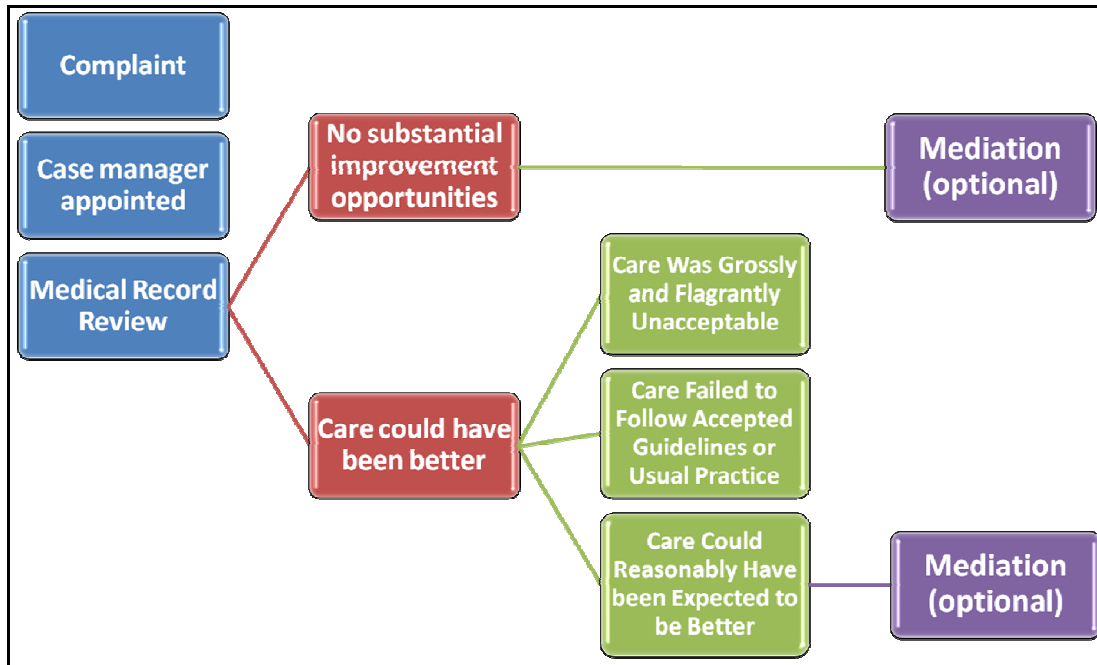 Complaint
Case manager
appointed
Medical Record
Review
No substantial
improvement
opportunities
Care could have
been better
Care Was Grossly
and Flagrantly
Unacceptable
Care Failed to
Follow Accepted
Guidelines or
Usual Practice
Care Could
Reasonably Have
been Expected to
be Better
Mediation
(optional)
Mediation
(optional)